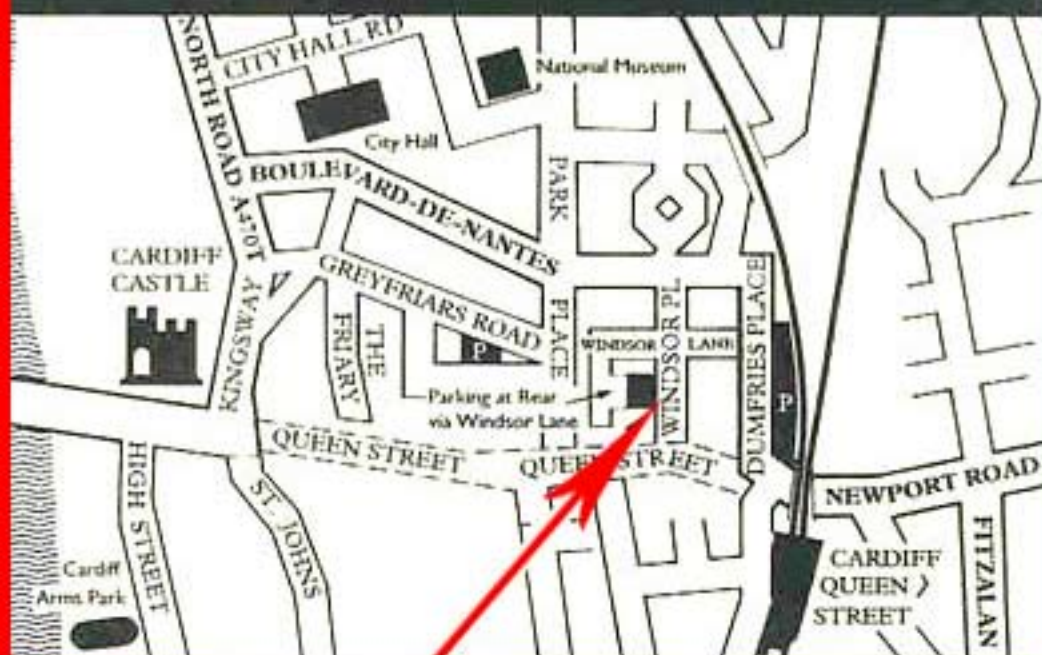 NORTH ROAD A470T
CITY HALL RD
National Museum
City Hall
BOULEVARD-DE-NANTES
PARK
PLACE
CARDIFF
CASTLE
KINGSWAY
GREYFRIARS ROAD
THE
FRIARY
P
WINDSOR LANE
WINDSOR PL
DUMFRIES PLACE
P
Parking at Rear
via Windsor Lane
QUEEN STREET
QUEEN STREET
HIGH STREET
ST. JOHNS
NEWPORT ROAD
Cardiff
Arms Park
CARDIFF
QUEEN
STREET
FITZALAN